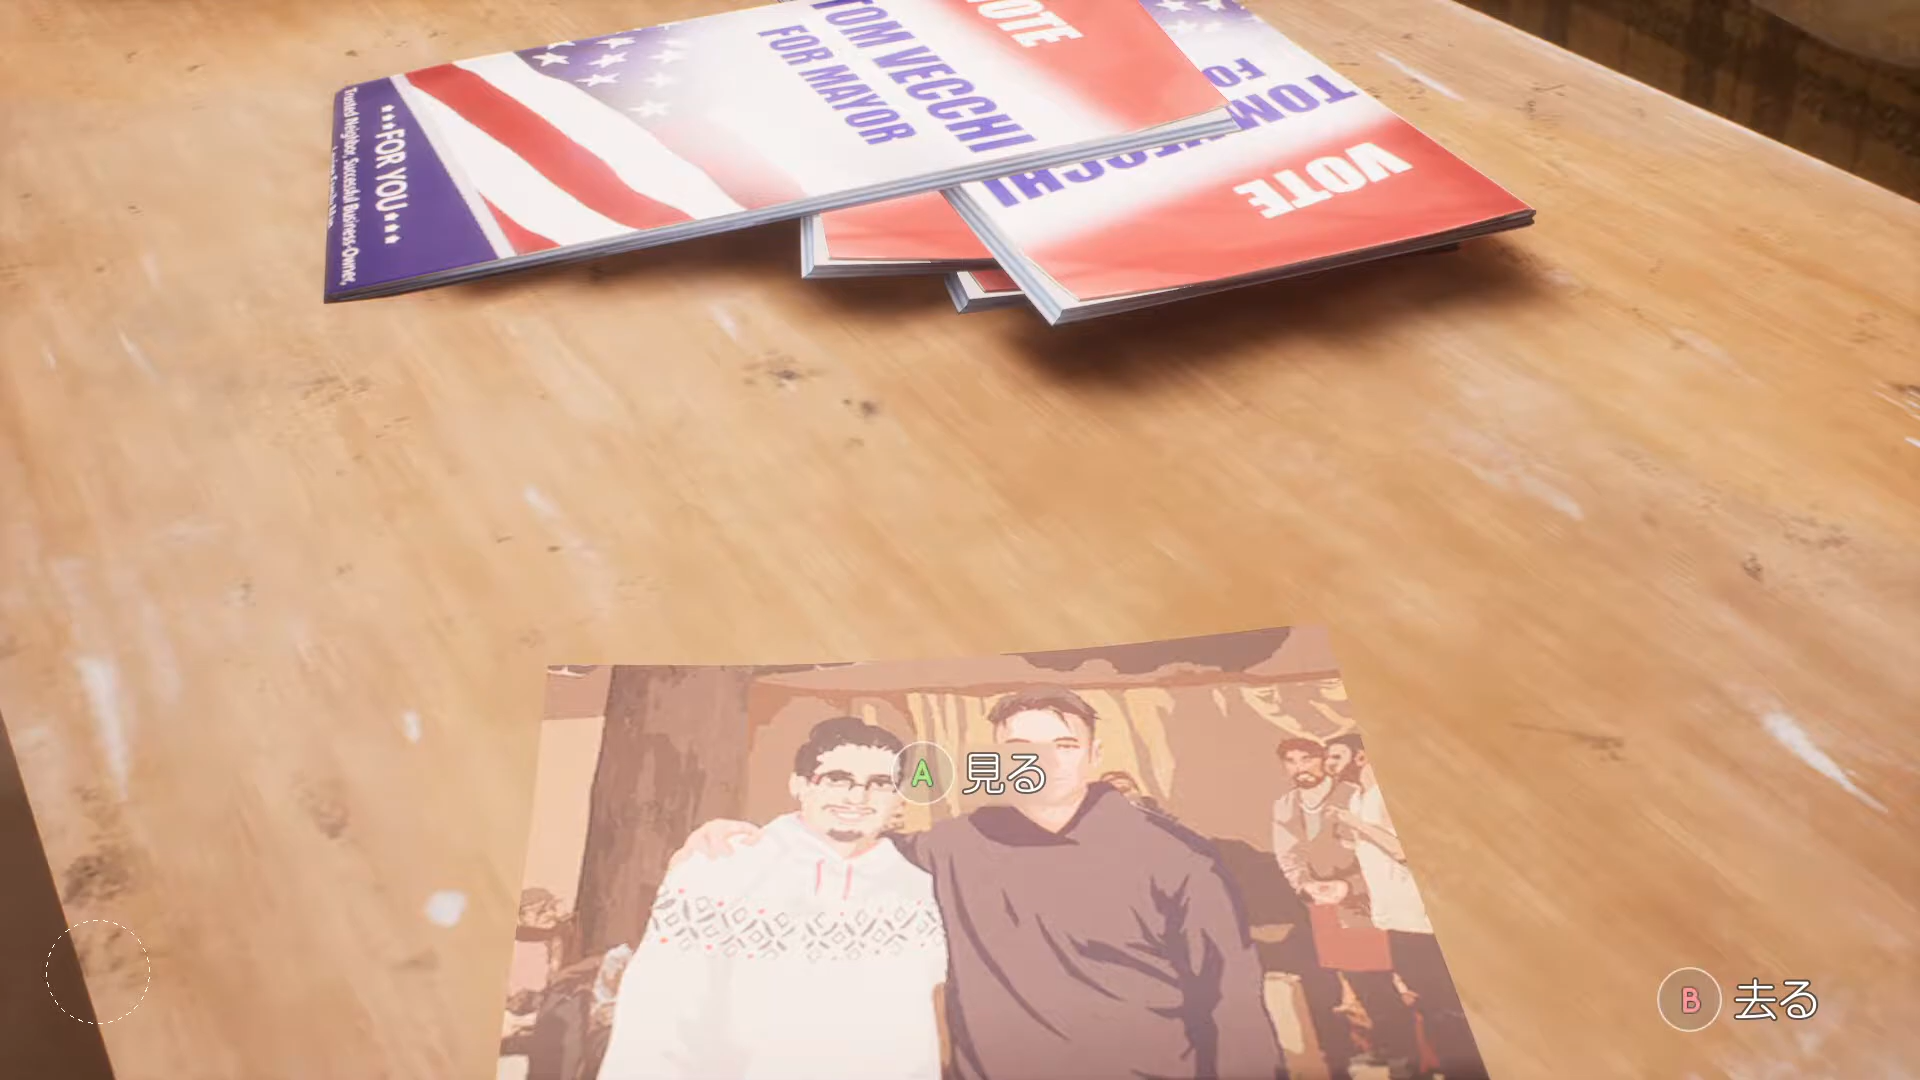 VOTE
TOM VECCHI
FOR MAYOR
★★★FOR YOU★★★
Trusted Neighbor, Successful Business-Owner,
VOTE
TOM VECCHI
FO
A 見る
B 去る